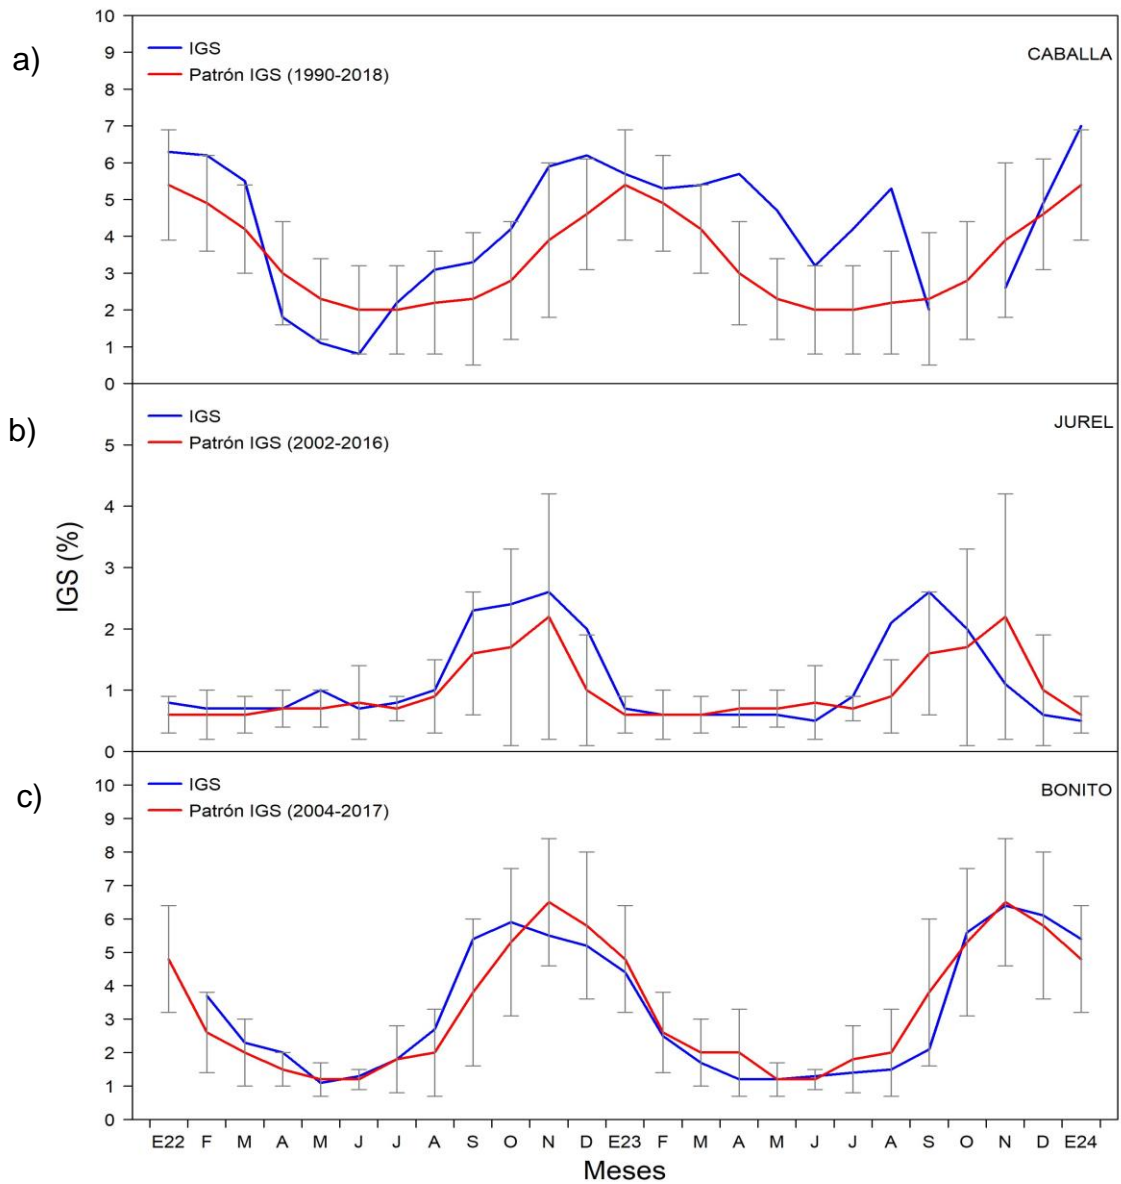 a)
10
9
8
7
6
5
4
3
2
1
0
IGS
Patrón IGS (1990-2018)
CABALLA
b)
5
4
3
2
1
0
IGS
Patrón IGS (2002-2016)
JUREL
IGS (%)
c)
10
9
8
7
6
5
4
3
2
1
0
IGS
Patrón IGS (2004-2017)
BONITO
E22 F M A M J J A S O N D E23 F M A M J J A S O N D E24
Meses